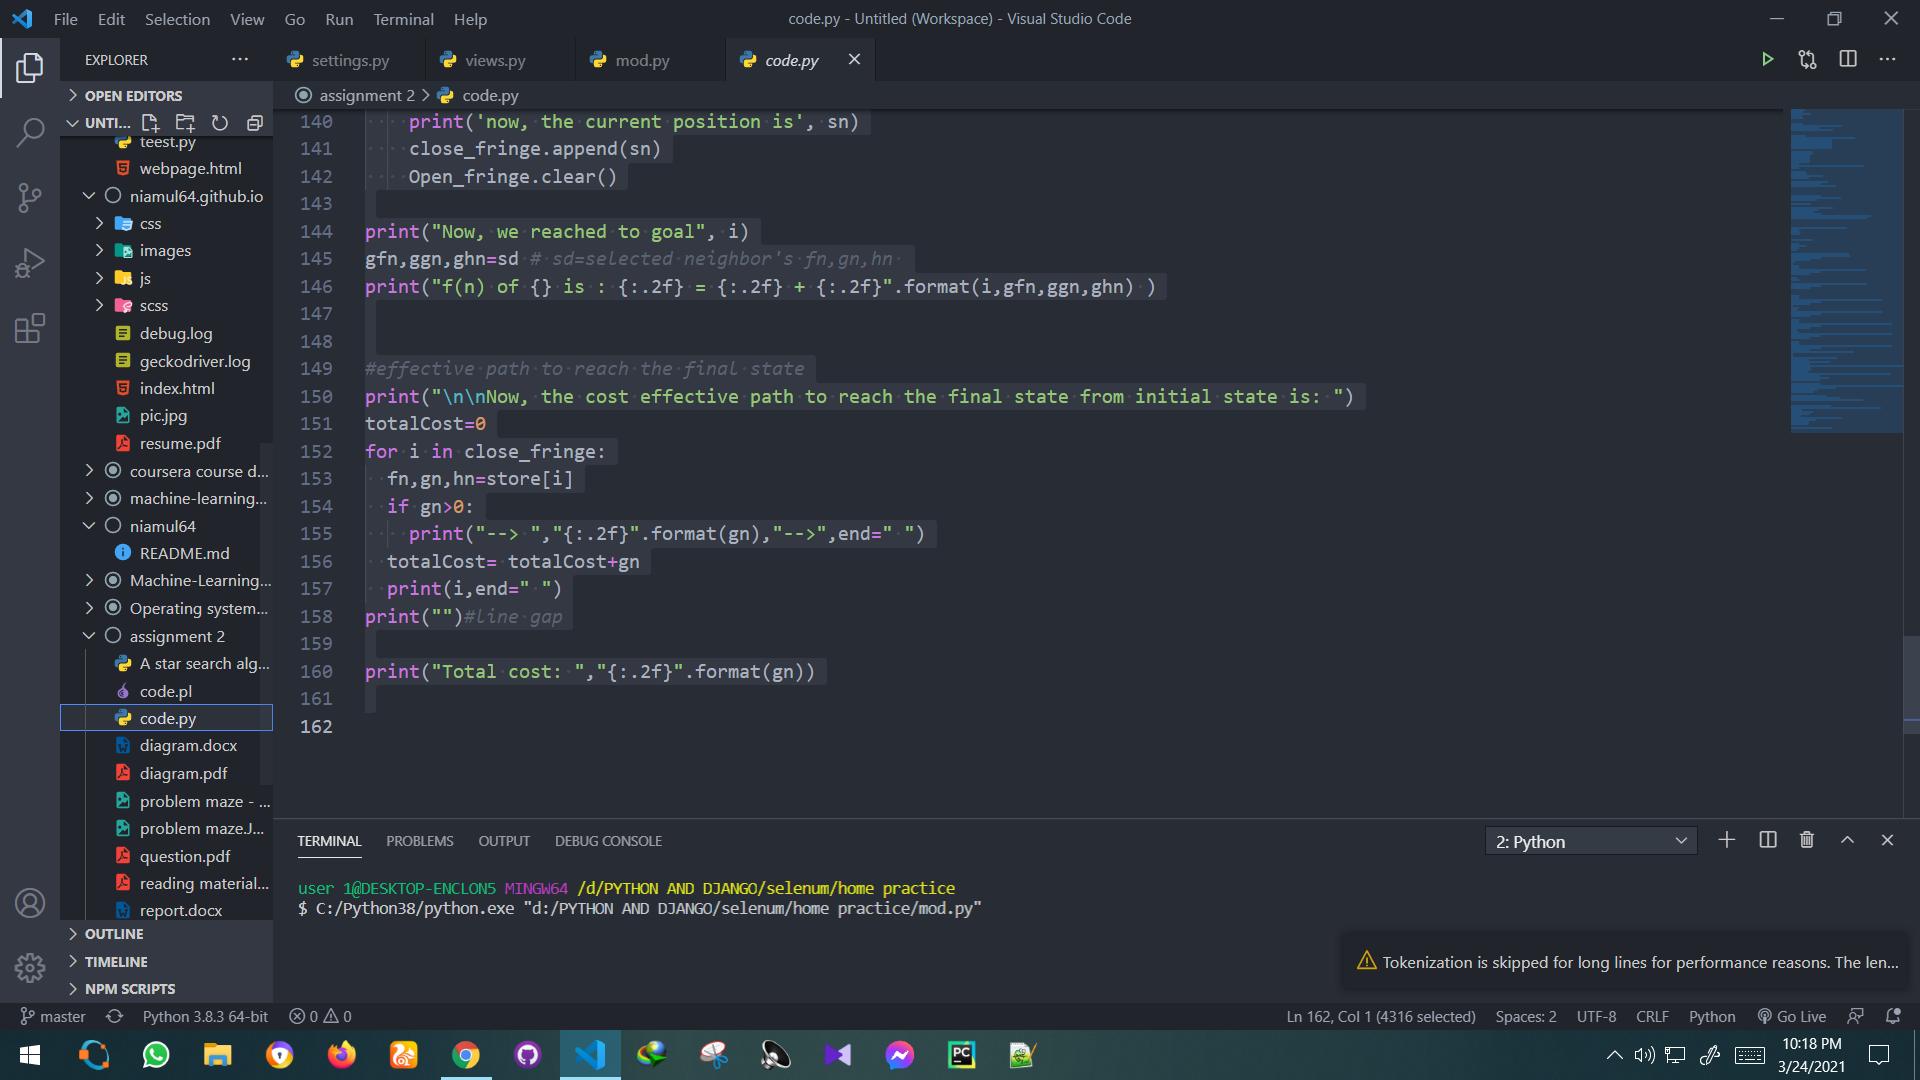 File Edit Selection View Go Run Terminal Help
code.py - Untitled (Workspace) - Visual Studio Code
EXPLORER
settings.py
views.py
mod.py
code.py
OPEN EDITORS
assignment 2 > code.py
UNTI...
teest.py
webpage.html
niamul64.github.io
css
images
js
scss
debug.log
geckodriver.log
index.html
pic.jpg
resume.pdf
coursera course d...
machine-learning...
niamul64
README.md
Machine-Learning...
Operating system...
assignment 2
A star search alg...
code.pl
code.py
diagram.docx
diagram.pdf
problem maze - ...
problem maze.J...
question.pdf
reading material...
report.docx
OUTLINE
TIMELINE
NPM SCRIPTS
140 print('now, the current position is', sn)
141 close_fringe.append(sn)
142 Open_fringe.clear()
143
144 print("Now, we reached to goal", i)
145 gfn,ggn,ghn=sd # sd=selected neighbor's fn,gn,hn
146 print("f(n) of {} is : {:.2f} = {:.2f} + {:.2f}".format(i,gfn,ggn,ghn) )
147
148
149 #effective path to reach the final state
150 print("\n\nNow, the cost effective path to reach the final state from initial state is: ")
151 totalCost=0
152 for i in close_fringe:
153 fn,gn,hn=store[i]
154 if gn>0:
155 print("--> ","{:.2f}".format(gn),"-->",end=" ")
156 totalCost= totalCost+gn
157 print(i,end=" ")
158 print("")#line gap
159
160 print("Total cost: ","{:.2f}".format(gn))
161
162
TERMINAL PROBLEMS OUTPUT DEBUG CONSOLE
2: Python
user 1@DESKTOP-ENCLON5 MINGW64 /d/PYTHON AND DJANGO/selenum/home practice
$ C:/Python38/python.exe "d:/PYTHON AND DJANGO/selenum/home practice/mod.py"
Tokenization is skipped for long lines for performance reasons. The len...
master
Python 3.8.3 64-bit
0 0
Ln 162, Col 1 (4316 selected)
Spaces: 2
UTF-8
CRLF
Python
Go Live
PC
10:18 PM
3/24/2021